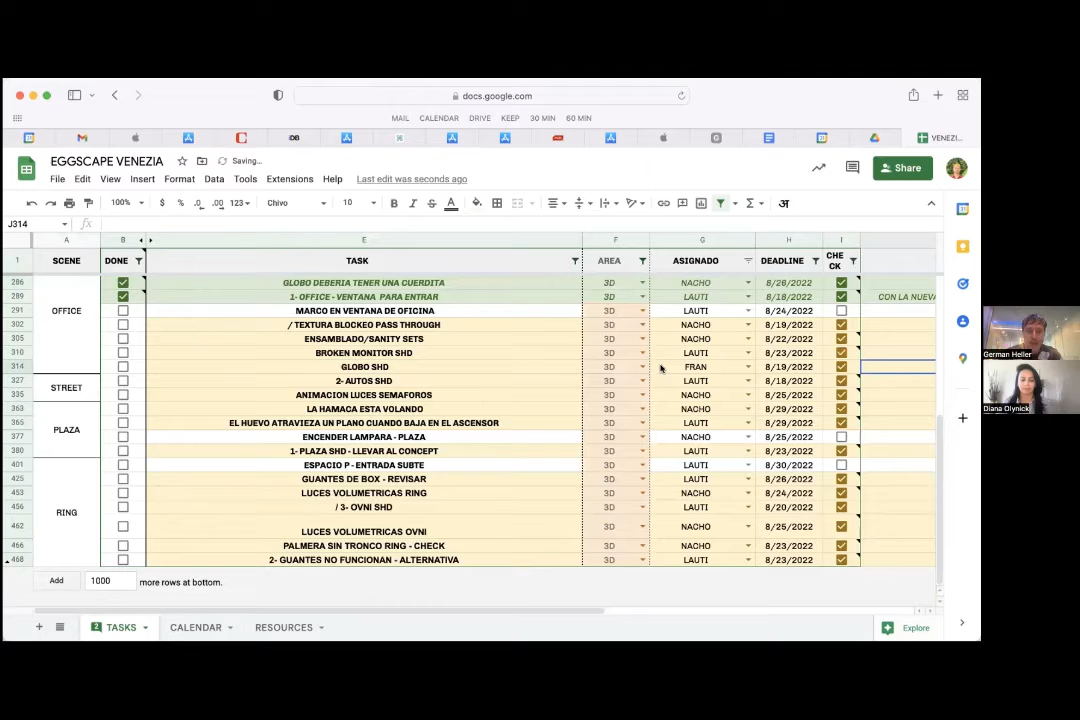 docs.google.com
MAIL CALENDAR DRIVE KEEP 30 MIN 60 MIN
VENEZI...
EGGSCAPE VENEZIA Saving...
File Edit View Insert Format Data Tools Extensions Help Last edit was seconds ago
Share
100% $ % .0 .00 123 Chivo 10 B I S A
J314 fx
A B E F G H I
1 SCENE DONE TASK AREA ASIGNADO DEADLINE CHE CK
286 GLOBO DEBERIA TENER UNA CUERDITA 3D NACHO 8/28/2022
289 1- OFFICE - VENTANA PARA ENTRAR 3D LAUTI 8/18/2022 CON LA NUEVA
291 OFFICE MARCO EN VENTANA DE OFICINA 3D LAUTI 8/24/2022
302 / TEXTURA BLOCKEO PASS THROUGH 3D NACHO 8/19/2022
305 ENSAMBLADO/SANITY SETS 3D NACHO 8/22/2022
310 BROKEN MONITOR SHD 3D LAUTI 8/23/2022
314 GLOBO SHD 3D FRAN 8/19/2022
327 STREET 2- AUTOS SHD 3D LAUTI 8/18/2022
335 ANIMACION LUCES SEMAFOROS 3D NACHO 8/25/2022
363 LA HAMACA ESTA VOLANDO 3D NACHO 8/29/2022
365 PLAZA EL HUEVO ATRAVIEZA UN PLANO CUANDO BAJA EN EL ASCENSOR 3D LAUTI 8/29/2022
377 ENCENDER LAMPARA - PLAZA 3D NACHO 8/25/2022
380 1- PLAZA SHD - LLEVAR AL CONCEPT 3D LAUTI 8/23/2022
401 ESPACIO P - ENTRADA SUBTE 3D LAUTI 8/30/2022
425 GUANTES DE BOX - REVISAR 3D LAUTI 8/26/2022
453 LUCES VOLUMETRICAS RING 3D NACHO 8/24/2022
456 / 3- OVNI SHD 3D LAUTI 8/20/2022
462 RING LUCES VOLUMETRICAS OVNI 3D NACHO 8/25/2022
466 PALMERA SIN TRONCO RING - CHECK 3D NACHO 8/23/2022
468 2- GUANTES NO FUNCIONAN - ALTERNATIVA 3D LAUTI 8/23/2022
Add 1000 more rows at bottom.
2 TASKS CALENDAR RESOURCES Explore
German Heller
Diana Olynick